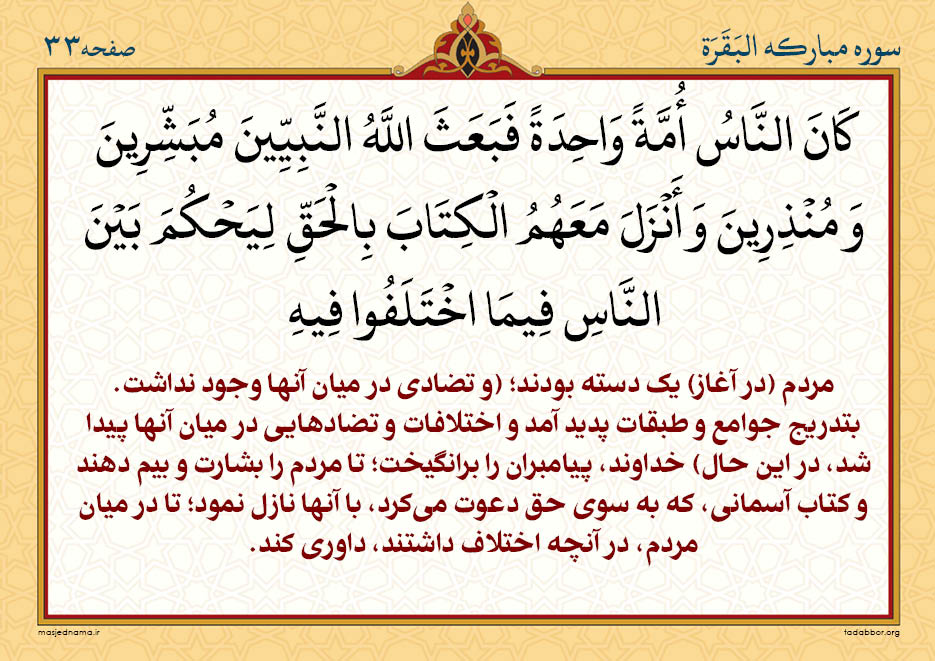 سوره مبارکه البَقَرَة
صفحه۳۳
كَانَ النَّاسُ أُمَّةً وَاحِدَةً فَبَعَثَ اللَّهُ النَّبِيِّينَ مُبَشِّرِينَ
وَ مُنْذِرِينَ وَ أَنْزَلَ مَعَهُمُ الْكِتَابَ بِالْحَقِّ لِيَحْكُمَ بَيْنَ
النَّاسِ فِيمَا اخْتَلَفُوا فِيهِ
مردم (در آغاز) یک دسته بودند؛ (و تضادی در میان آنها وجود نداشت.
بتدریج جوامع و طبقات پدید آمد و اختلافات و تضادهایی در میان آنها پیدا
شد، در این حال) خداوند، پیامبران را برانگیخت؛ تا مردم را بشارت و بیم دهند
و کتاب آسمانی، که به سوی حق دعوت می‌کرد، با آنها نازل نمود؛ تا در میان
مردم، در آنچه اختلاف داشتند، داوری کند.
masjednama.ir
tadabbor.org